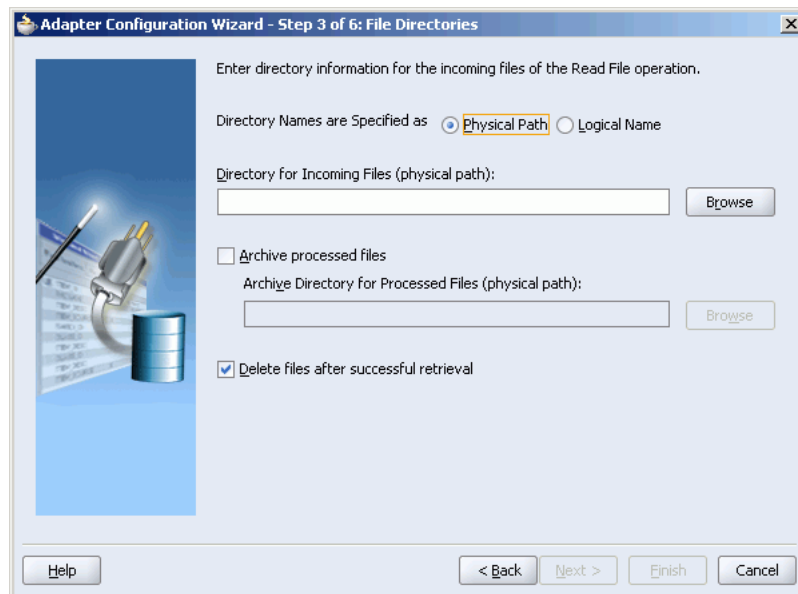 Adapter Configuration Wizard - Step 3 of 6: File Directories
Enter directory information for the incoming files of the Read File operation.
Directory Names are Specified as Physical Path Logical Name
Directory for Incoming Files (physical path):
Browse
Archive processed files
Archive Directory for Processed Files (physical path):
Browse
Delete files after successful retrieval
Help < Back Next > Finish Cancel